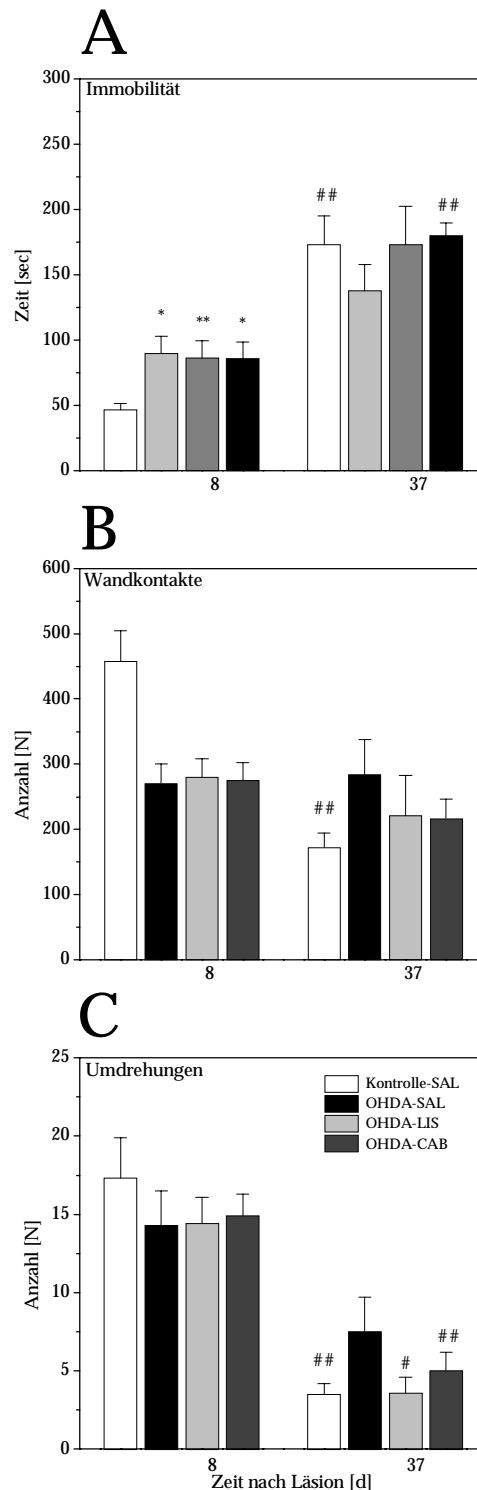 A
Immobilität
300
250
200
150
100
50
0
Zeit [sec]
* ** *
## ##
8 37
B
Wandkontakte
600
500
400
300
200
100
0
Anzahl [N]
##
8 37
C
Umdrehungen
25
20
15
10
5
0
Anzahl [N]
Kontrolle-SAL
OHDA-SAL
OHDA-LIS
OHDA-CAB
## # ##
8 37
Zeit nach Läsion [d]